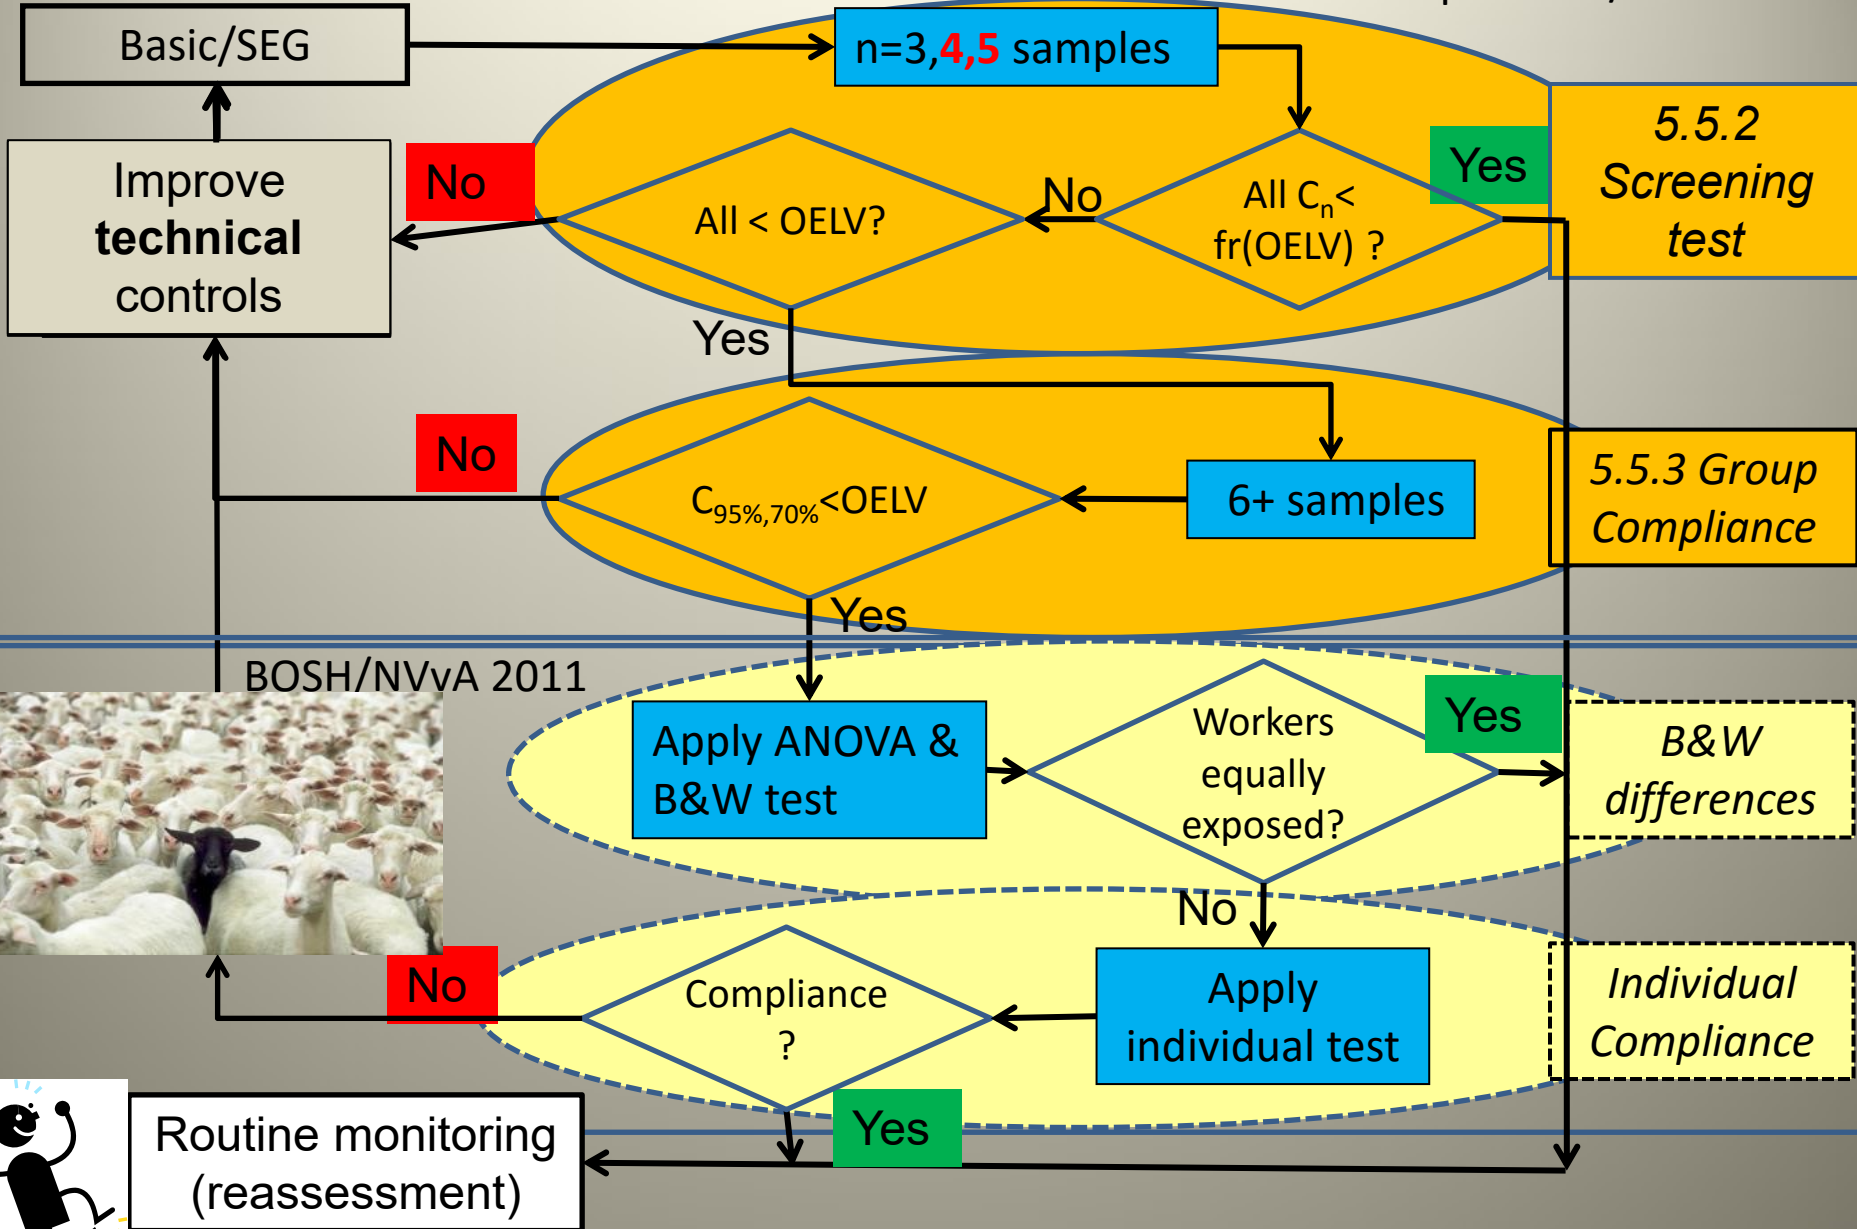 Basic/SEG
n=3,4,5 samples
Improve
technical
controls
No
All < OELV?
No
All Cn<
fr(OELV) ?
Yes
5.5.2
Screening
test
Yes
No
C95%,70%<OELV
6+ samples
5.5.3 Group
Compliance
Yes
BOSH/NVvA 2011
Apply ANOVA &
B&W test
Workers
equally
exposed?
Yes
B&W
differences
No
No
Compliance
?
Apply
individual test
Individual
Compliance
Yes
Routine monitoring
(reassessment)